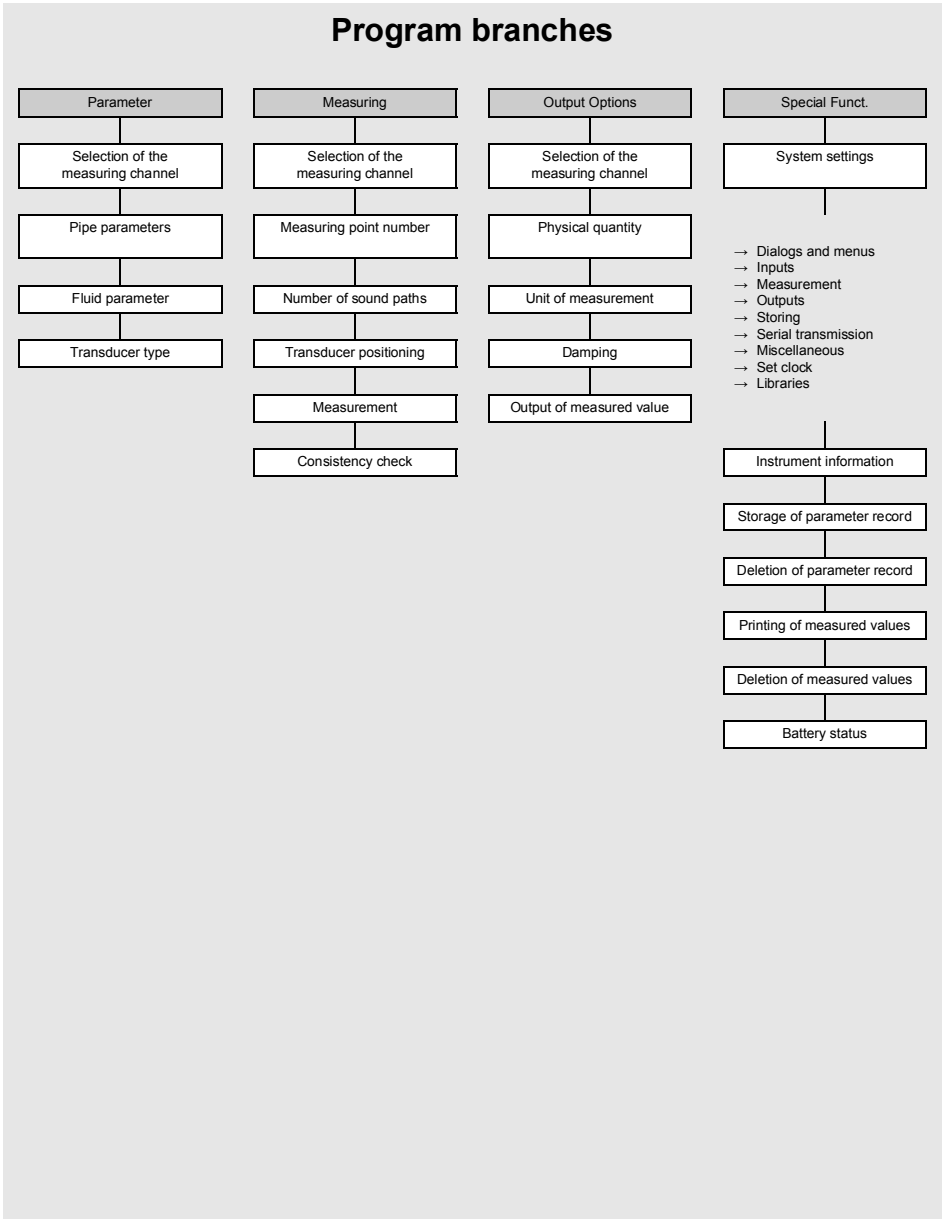 Program branches
Parameter
Selection of the
measuring channel
Pipe parameters
Fluid parameter
Transducer type
Measuring
Selection of the
measuring channel
Measuring point number
Number of sound paths
Transducer positioning
Measurement
Consistency check
Output Options
Selection of the
measuring channel
Physical quantity
Unit of measurement
Damping
Output of measured value
Special Funct.
System settings
→ Dialogs and menus
→ Inputs
→ Measurement
→ Outputs
→ Storing
→ Serial transmission
→ Miscellaneous
→ Set clock
→ Libraries
Instrument information
Storage of parameter record
Deletion of parameter record
Printing of measured values
Deletion of measured values
Battery status